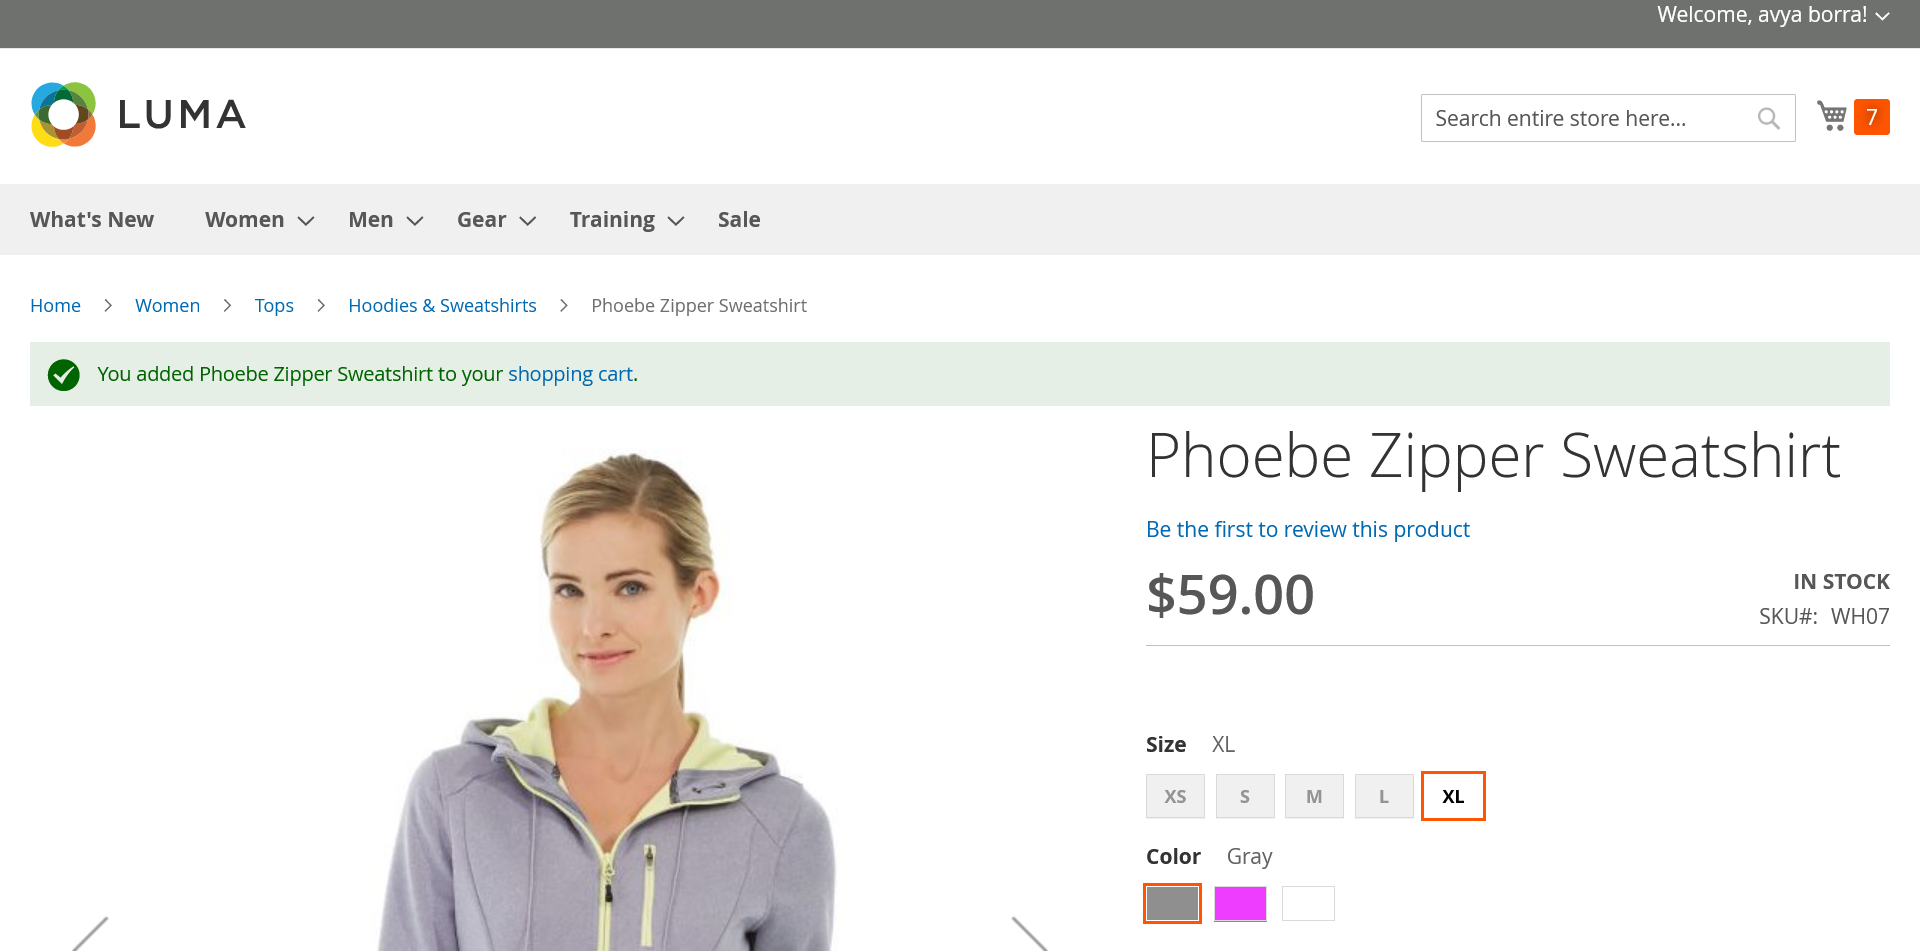 Welcome, avya borra!
LUMA
Search entire store here...
7
What's New Women Men Gear Training Sale
Home > Women > Tops > Hoodies & Sweatshirts > Phoebe Zipper Sweatshirt
You added Phoebe Zipper Sweatshirt to your shopping cart.
Phoebe Zipper Sweatshirt
Be the first to review this product
$59.00
IN STOCK
SKU#: WH07
Size XL
XS S M L XL
Color Gray